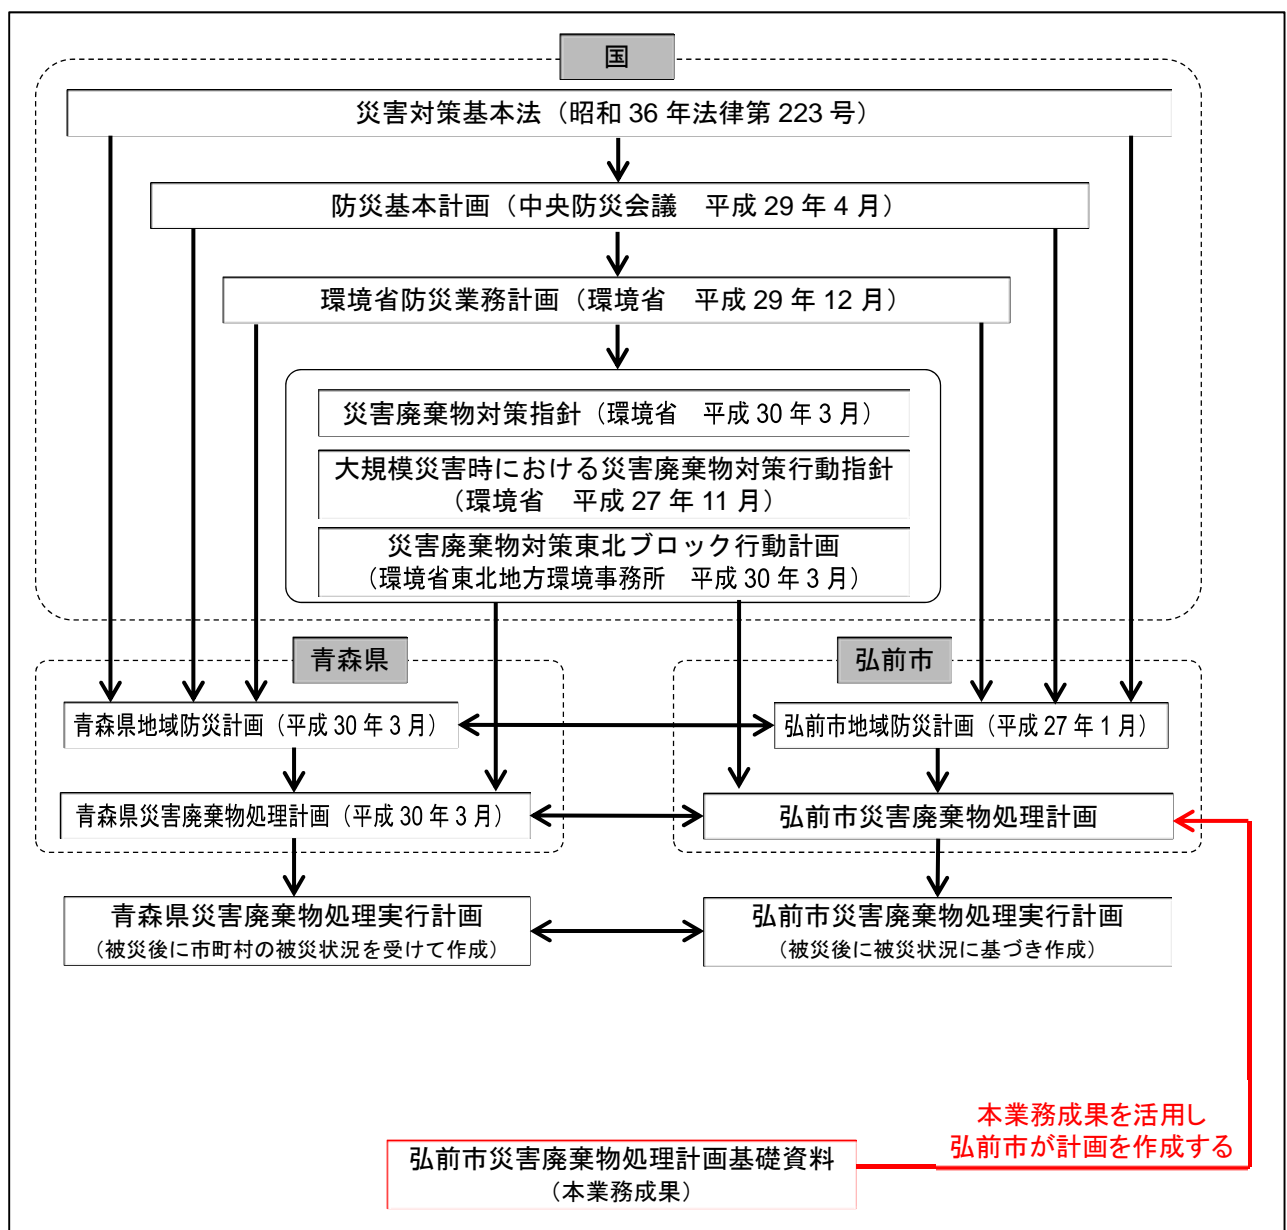 国
災害対策基本法（昭和 36 年法律第 223 号）
防災基本計画（中央防災会議　平成 29 年 4 月）
環境省防災業務計画（環境省　平成 29 年 12 月）
災害廃棄物対策指針（環境省　平成 30 年 3 月）
大規模災害時における災害廃棄物対策行動指針
（環境省　平成 27 年 11 月）
災害廃棄物対策東北ブロック行動計画
（環境省東北地方環境事務所　平成 30 年 3 月）
青森県
弘前市
青森県地域防災計画（平成 30 年 3 月）
弘前市地域防災計画（平成 27 年 1 月）
青森県災害廃棄物処理計画（平成 30 年 3 月）
弘前市災害廃棄物処理計画
青森県災害廃棄物処理実行計画
（被災後に市町村の被災状況を受けて作成）
弘前市災害廃棄物処理実行計画
（被災後に被災状況に基づき作成）
本業務成果を活用し
弘前市が計画を作成する
弘前市災害廃棄物処理計画基礎資料
（本業務成果）